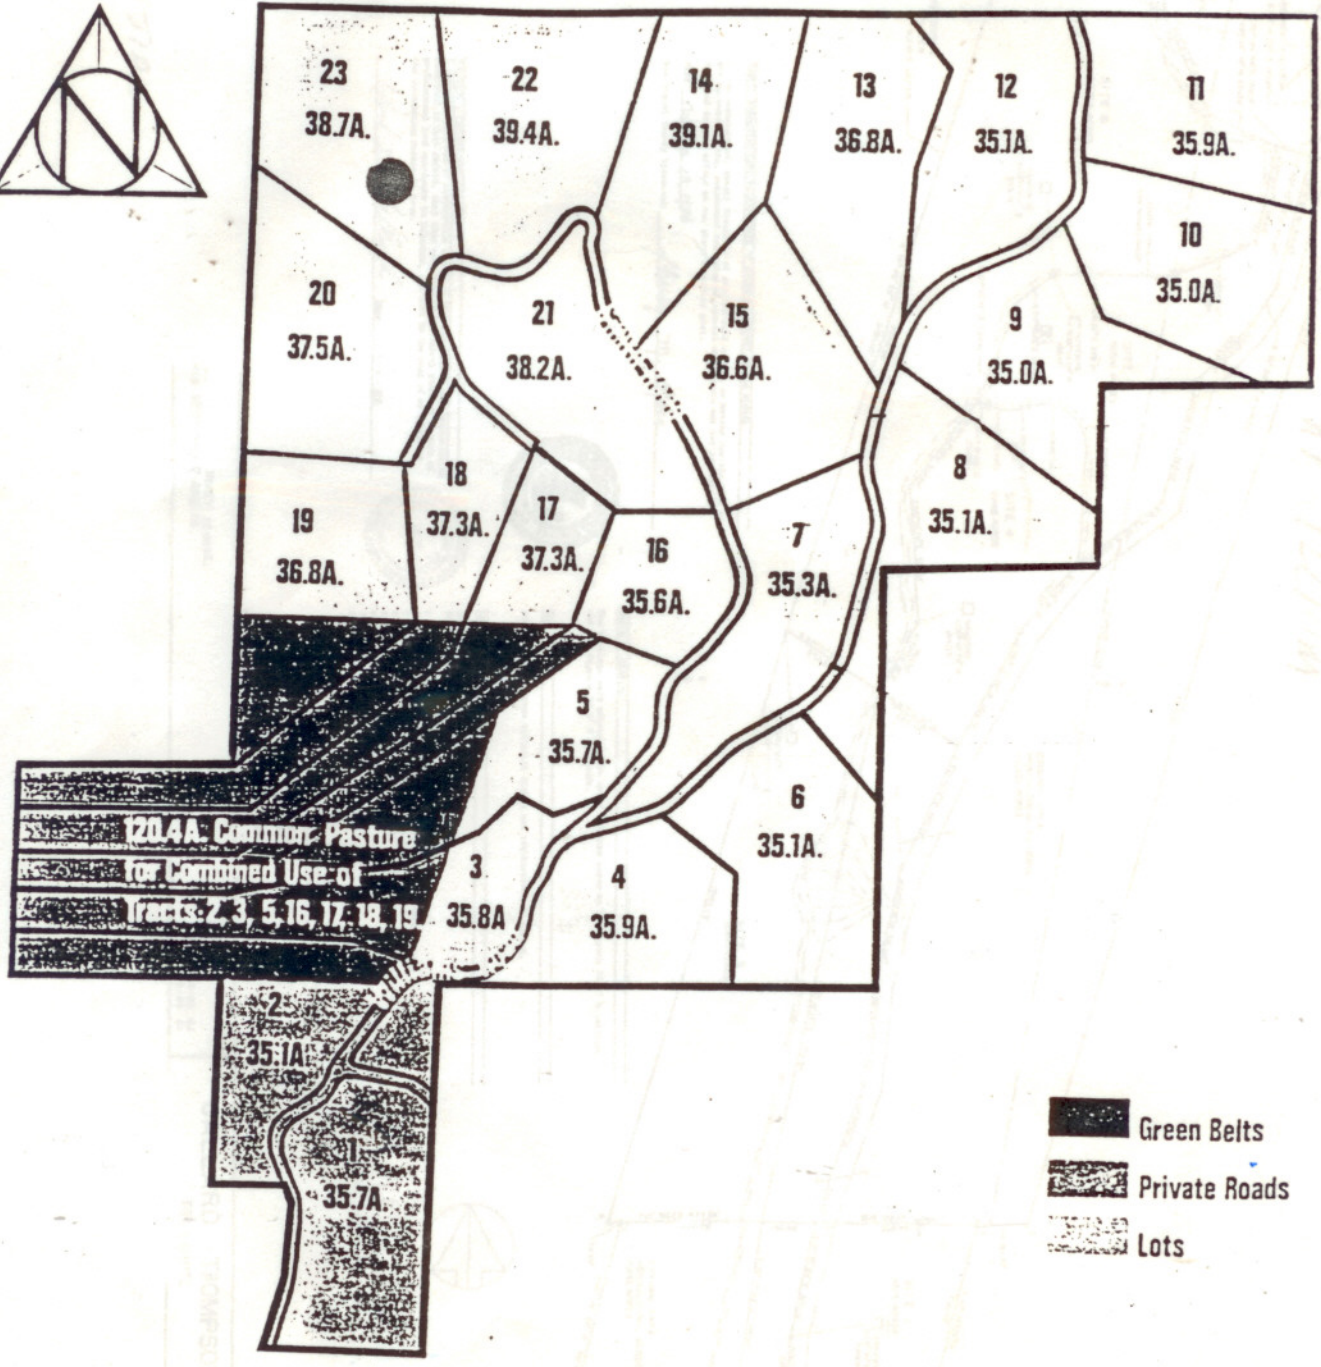 N
23
38.7A.
22
39.4A.
14
39.1A.
13
36.8A.
12
35.1A.
11
35.9A.
10
35.0A.
20
37.5A.
21
38.2A.
15
36.6A.
9
35.0A.
19
36.8A.
18
37.3A.
17
37.3A.
16
35.6A.
7
35.3A.
8
35.1A.
5
35.7A.
6
35.1A.
120.4A. Common Pasture
for Combined Use of
Tracts: 2, 3, 5, 16, 17, 18, 19.
3
35.8A
4
35.9A.
2
35.1A
1
35.7A
Green Belts
Private Roads
Lots